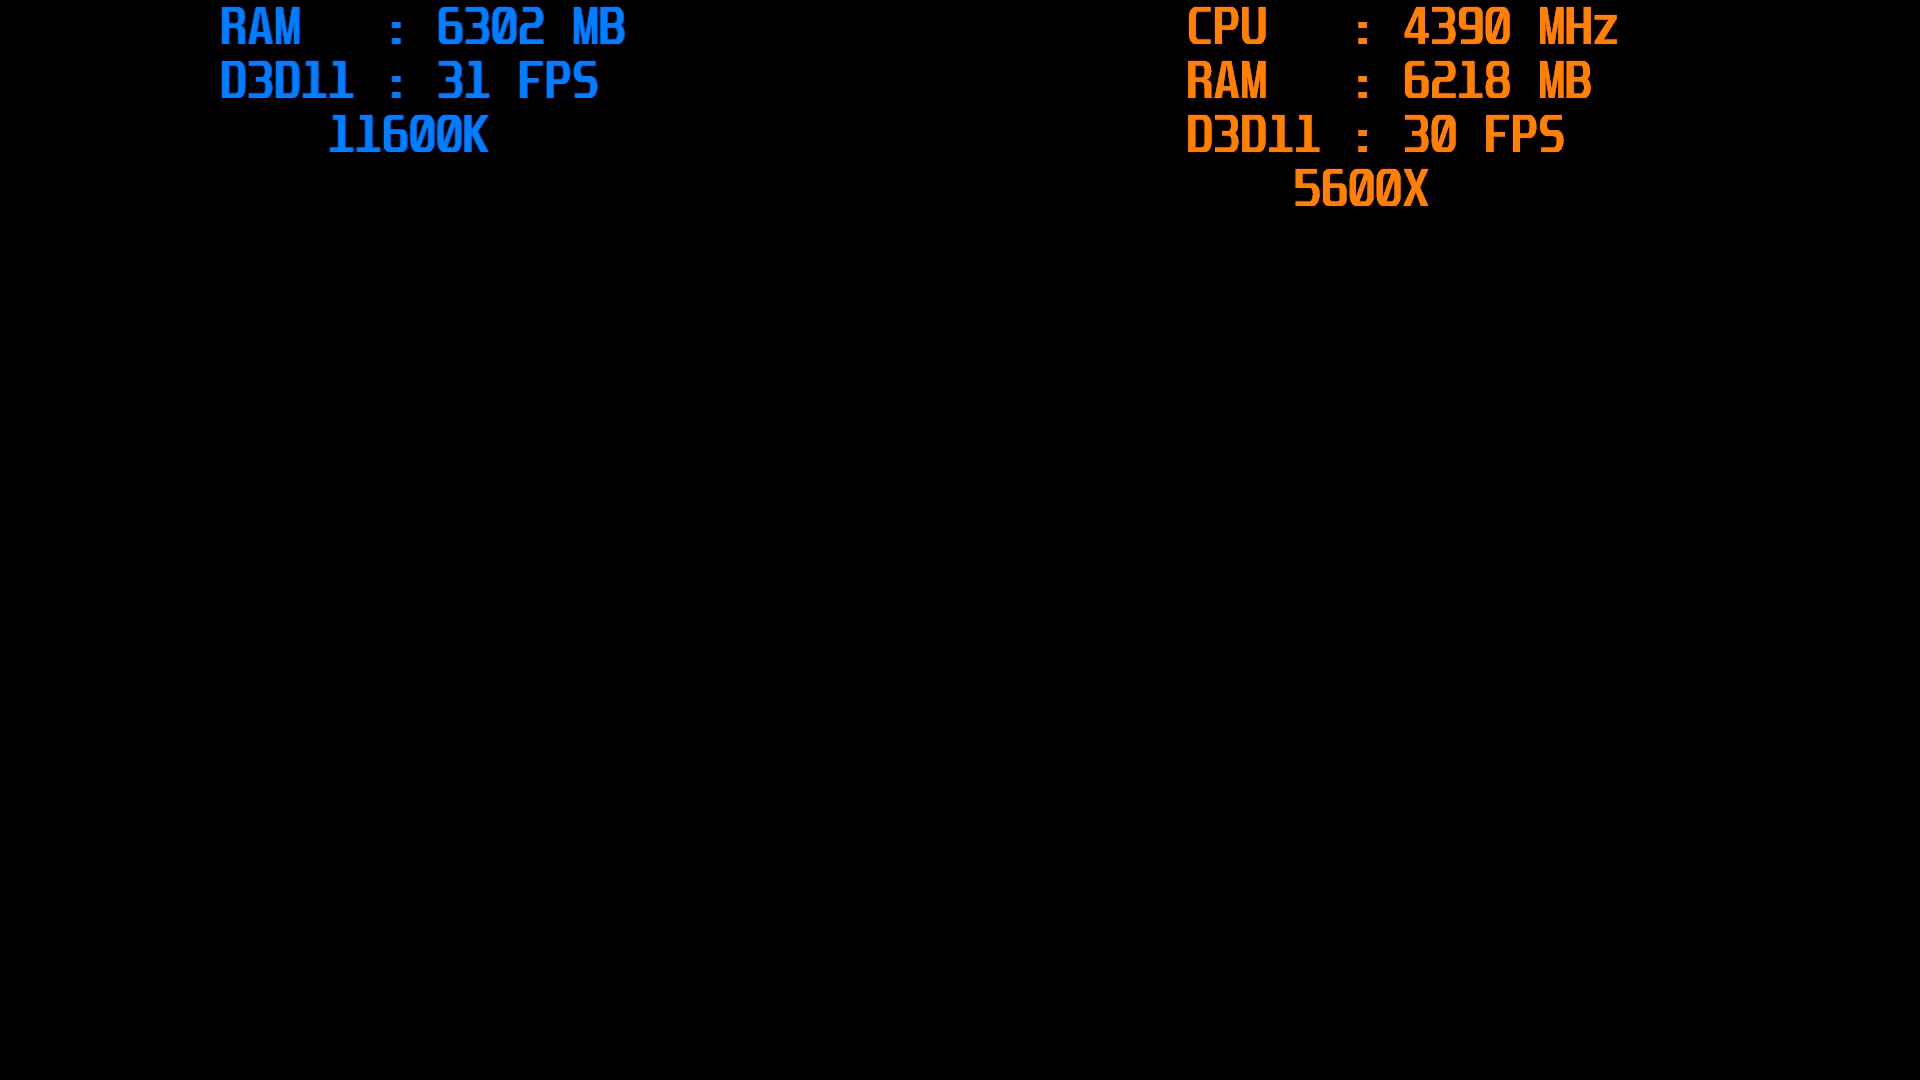 RAM : 6302 MB
D3D11 : 31 FPS
11600K
CPU : 4390 MHz
RAM : 6218 MB
D3D11 : 30 FPS
5600X